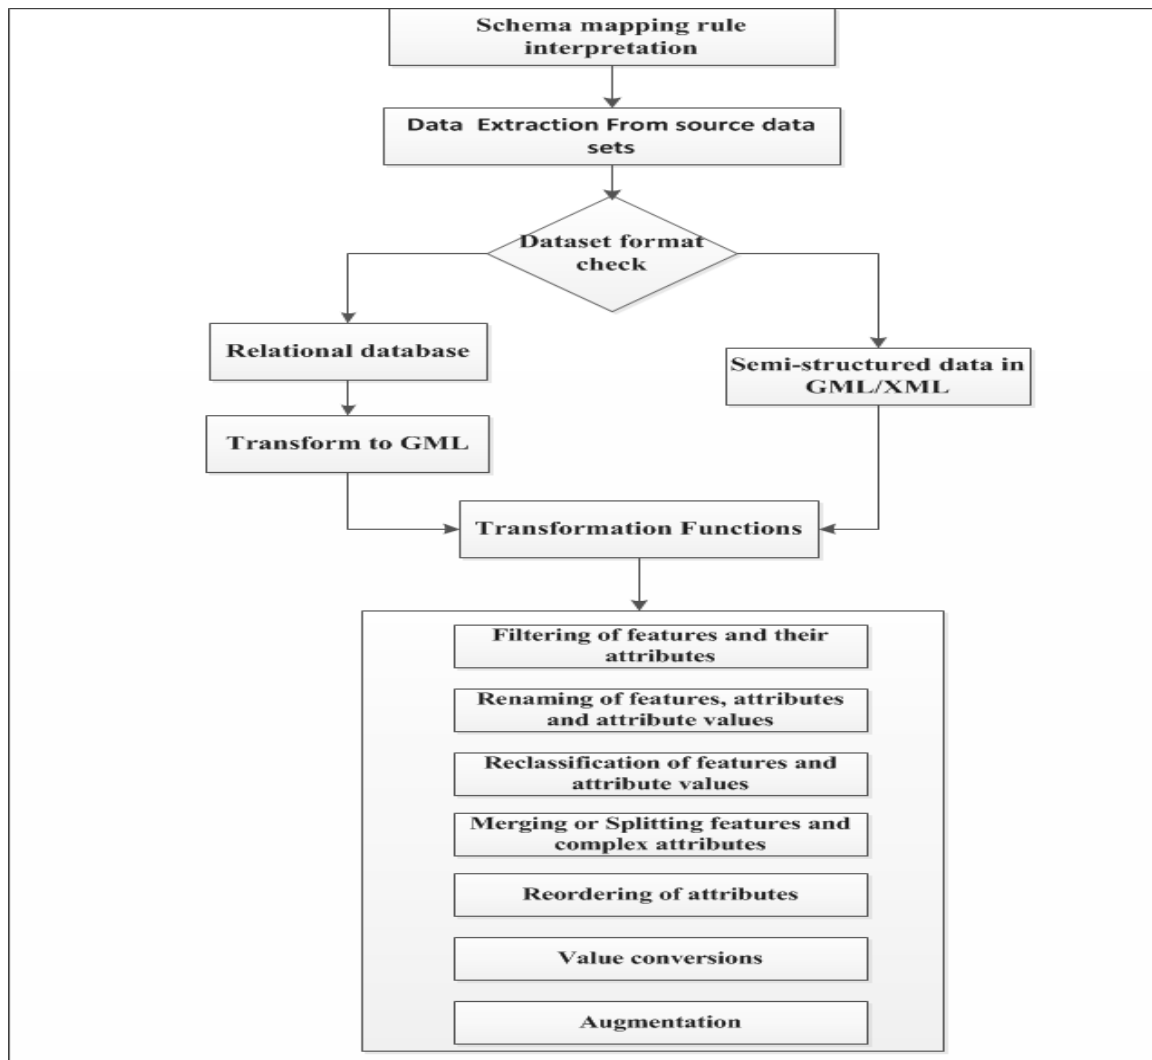 Schema mapping rule
interpretation
Data Extraction From source data
sets
Dataset format
check
Relational database
Semi-structured data in
GML/XML
Transform to GML
Transformation Functions
Filtering of features and their
attributes
Renaming of features, attributes
and attribute values
Reclassification of features and
attribute values
Merging or Splitting features and
complex attributes
Reordering of attributes
Value conversions
Augmentation